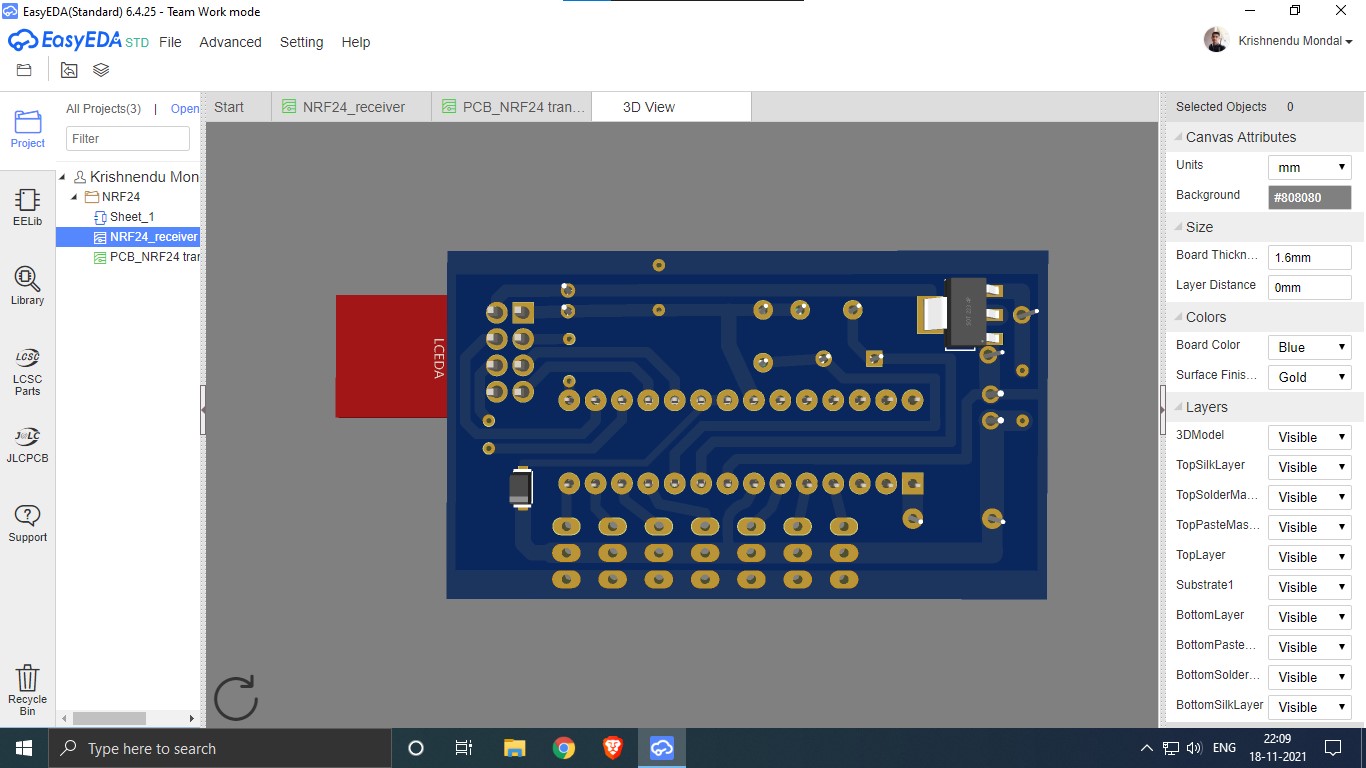 EasyEDA(Standard) 6.4.25 - Team Work mode
EasyEDA STD File Advanced Setting Help
Krishnendu Mondal
All Projects(3) | Open
Start NRF24_receiver PCB_NRF24 tran... 3D View
Filter
Project
EELib
Library
LCSC
LCSC
Parts
J@LC
JLCPCB
Support
Recycle
Bin
Krishnendu Mon
NRF24
Sheet_1
NRF24_receiver
PCB_NRF24 tran
LCEDA
Selected Objects 0
Canvas Attributes
Units mm
Background #808080
Size
Board Thickn... 1.6mm
Layer Distance 0mm
Colors
Board Color Blue
Surface Finis... Gold
Layers
3DModel Visible
TopSilkLayer Visible
TopSolderMa... Visible
TopPasteMas... Visible
TopLayer Visible
Substrate1 Visible
BottomLayer Visible
BottomPaste... Visible
BottomSolder... Visible
BottomSilkLayer Visible
Type here to search
ENG
22:09
18-11-2021